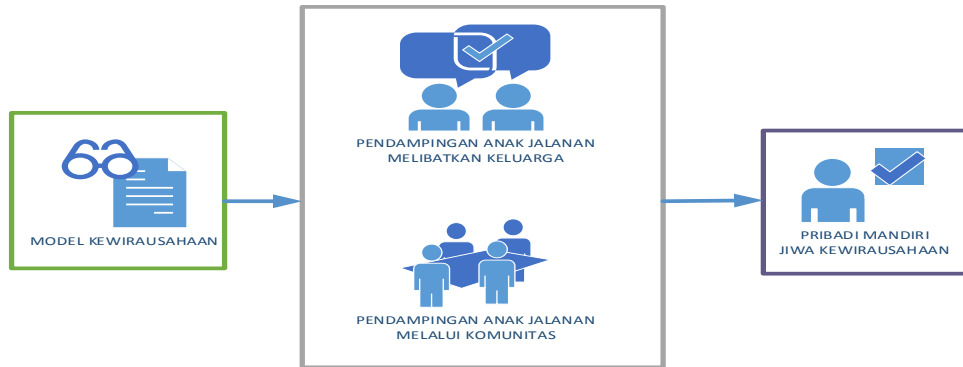 MODEL KEWIRAUSAHAAN
PENDAMPINGAN ANAK JALANAN
MELIBATKAN KELUARGA
PENDAMPINGAN ANAK JALANAN
MELALUI KOMUNITAS
PRIBADI MANDIRI
JIWA KEWIRAUSAHAAN